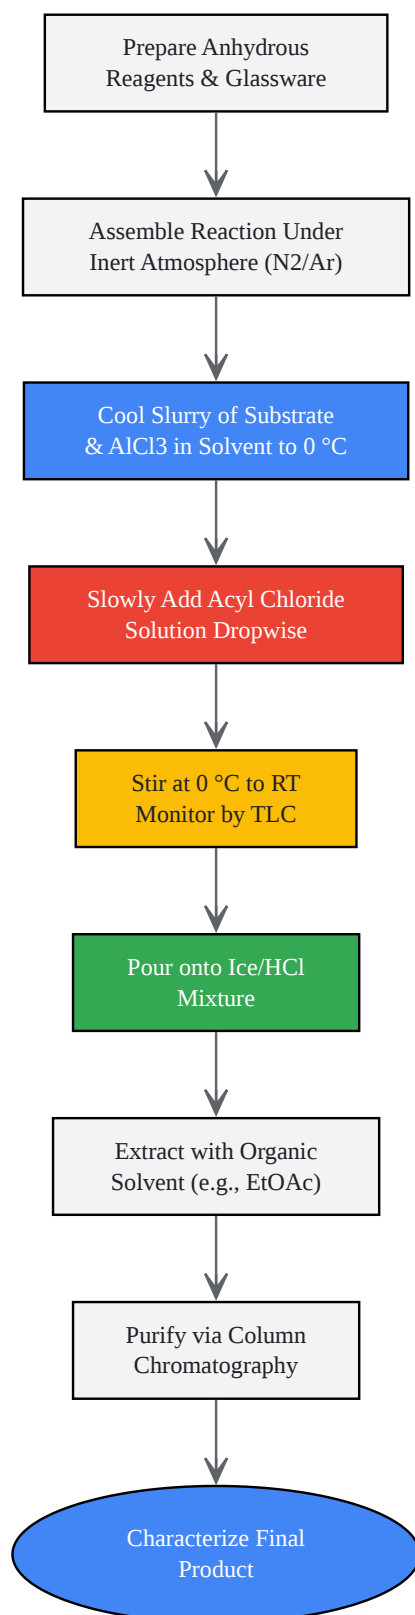 Prepare Anhydrous
Reagents & Glassware
Assemble Reaction Under
Inert Atmosphere (N2/Ar)
Cool Slurry of Substrate
& AlCl3 in Solvent to 0 °C
Slowly Add Acyl Chloride
Solution Dropwise
Stir at 0 °C to RT
Monitor by TLC
Pour onto Ice/HCl
Mixture
Extract with Organic
Solvent (e.g., EtOAc)
Purify via Column
Chromatography
Characterize Final
Product